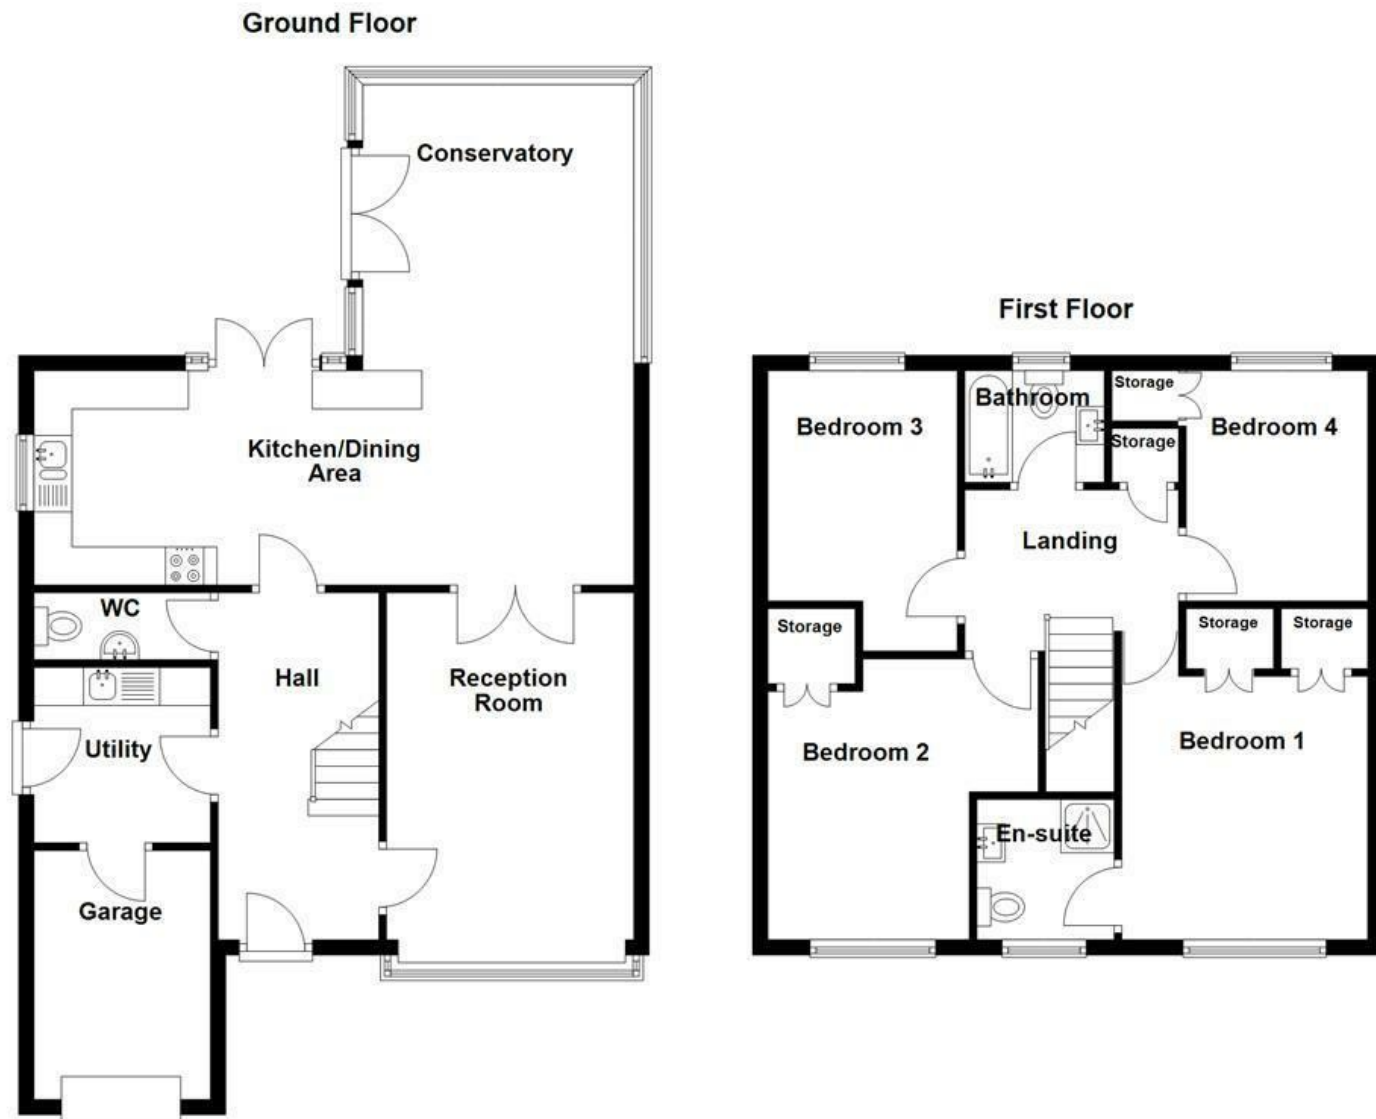 Ground Floor
Conservatory
Kitchen/Dining
Area
WC
Hall
Reception
Room
Utility
Garage
First Floor
Bedroom 3
Bathroom
Storage
Storage
Bedroom 4
Landing
Storage
Storage
Storage
Bedroom 2
Bedroom 1
En-suite